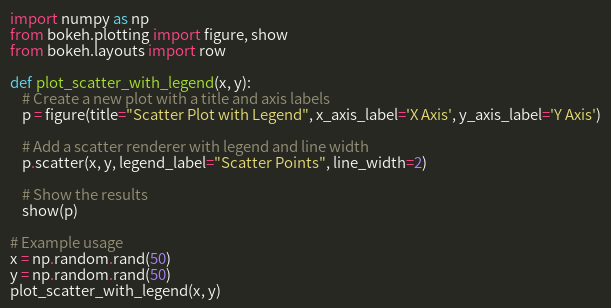 import numpy as np
from bokeh.plotting import figure, show
from bokeh.layouts import row

def plot_scatter_with_legend(x, y):
    # Create a new plot with a title and axis labels
    p = figure(title="Scatter Plot with Legend", x_axis_label='X Axis', y_axis_label='Y Axis')

    # Add a scatter renderer with legend and line width
    p.scatter(x, y, legend_label="Scatter Points", line_width=2)

    # Show the results
    show(p)

# Example usage
x = np.random.rand(50)
y = np.random.rand(50)
plot_scatter_with_legend(x, y)